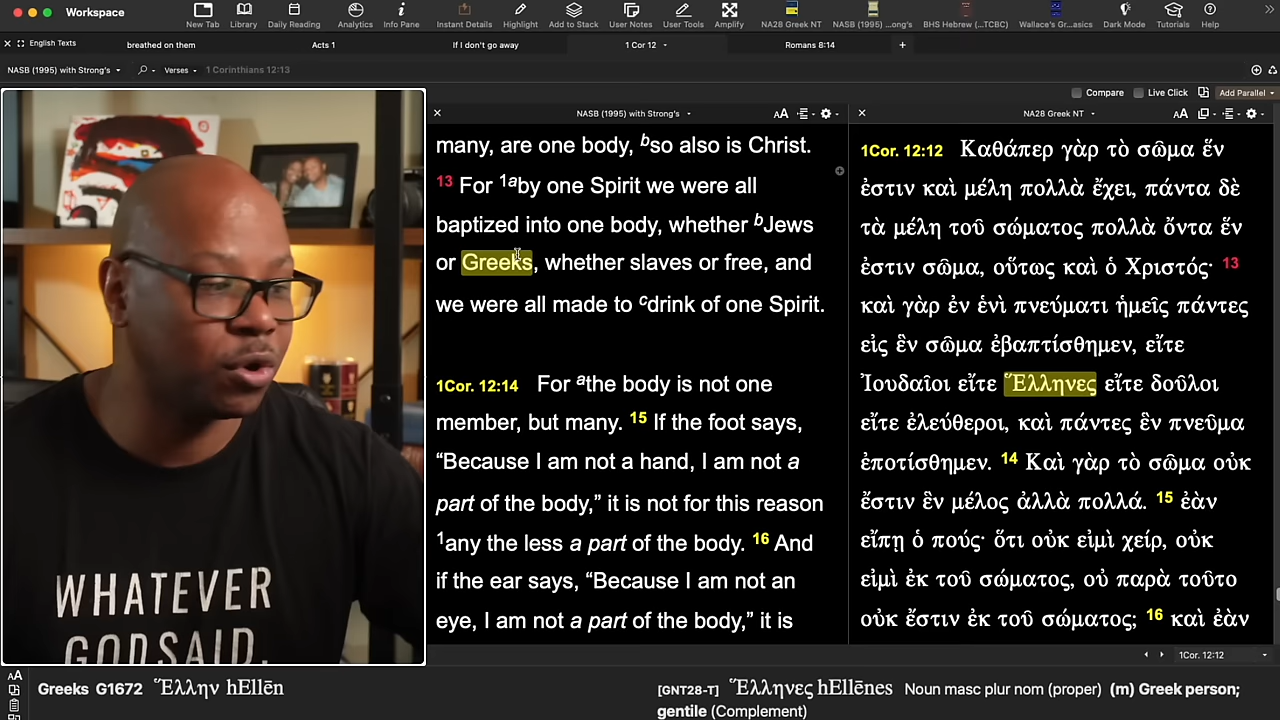 Workspace
New Tab
Library
Daily Reading
Analytics
Info Pane
Instant Details
Highlight
Add to Stack
User Notes
User Tools
Amplify
NA28 Greek NT
NASB (1995) ...ong's
BHS Hebrew (...TCBC)
Wallace's Gr...asics
Dark Mode
Tutorials
Help
English Texts
breathed on them
Acts 1
If I don't go away
1 Cor 12
Romans 8:14
NASB (1995) with Strong's
Verses
1 Corinthians 12:13
Compare
Live Click
Add Parallel
NASB (1995) with Strong's
AA
many, are one body, bso also is Christ.
13 For 1aby one Spirit we were all
baptized into one body, whether bJews
or Greeks, whether slaves or free, and
we were all made to cdrink of one Spirit.
1Cor. 12:14 For athe body is not one
member, but many. 15 If the foot says,
“Because I am not a hand, I am not a
part of the body,” it is not for this reason
1any the less a part of the body. 16 And
if the ear says, “Because I am not an
eye, I am not a part of the body,” it is
NA28 Greek NT
AA
1Cor. 12:12 Καθάπερ γὰρ τὸ σῶμα ἕν
ἐστιν καὶ μέλη πολλὰ ἔχει, πάντα δὲ
τὰ μέλη τοῦ σώματος πολλὰ ὄντα ἕν
ἐστιν σῶμα, οὕτως καὶ ὁ Χριστός· 13
καὶ γὰρ ἐν ἑνὶ πνεύματι ἡμεῖς πάντες
εἰς ἓν σῶμα ἐβαπτίσθημεν, εἴτε
Ἰουδαῖοι εἴτε Ἕλληνες εἴτε δοῦλοι
εἴτε ἐλεύθεροι, καὶ πάντες ἓν πνεῦμα
ἐποτίσθημεν. 14 Καὶ γὰρ τὸ σῶμα οὐκ
ἔστιν ἓν μέλος ἀλλὰ πολλά. 15 ἐὰν
εἴπῃ ὁ πούς· ὅτι οὐκ εἰμὶ χείρ, οὐκ
εἰμὶ ἐκ τοῦ σώματος, οὐ παρὰ τοῦτο
οὐκ ἔστιν ἐκ τοῦ σώματος; 16 καὶ ἐὰν
1Cor. 12:12
WHATEVER
GOD SAID.
AA
Greeks G1672 Ἕλλην hEllēn
[GNT28-T] Ἕλληνες hEllēnes Noun masc plur nom (proper) (m) Greek person;
gentile (Complement)